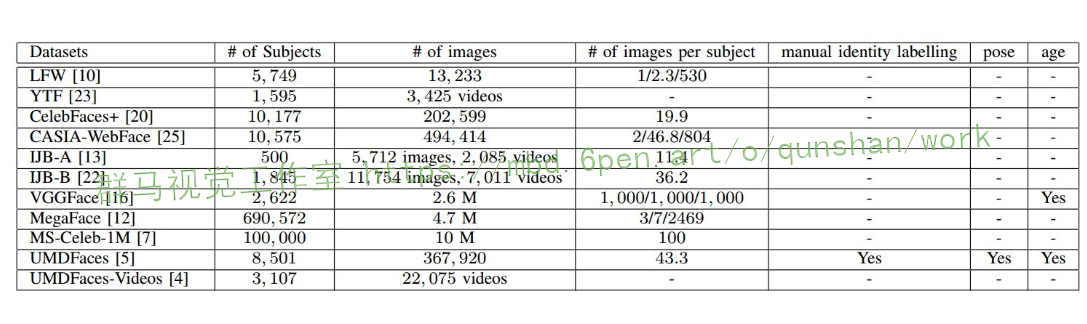 Datasets # of Subjects # of images # of images per subject manual identity labelling pose age
LFW [10] 5,749 13,233 1/2.3/530 - - -
YTF [23] 1,595 3,425 videos - - - -
CelebFaces+ [20] 10,177 202,599 19.9 - - -
CASIA-WebFace [25] 10,575 494,414 2/46.8/804 - - -
IJB-A [13] 500 5,712 images, 2,085 videos 11.4 - - -
IJB-B [22] 1,845 11,754 images, 7,011 videos 36.2 - - -
群马视觉工作室 https://mbd.6pen.art/o/qunshan/work
VGGFace [16] 2,622 2.6 M 1,000/1,000/1,000 - - Yes
MegaFace [12] 690,572 4.7 M 3/7/2469 - - -
MS-Celeb-1M [7] 100,000 10 M 100 - - -
UMDFaces [5] 8,501 367,920 43.3 Yes Yes Yes
UMDFaces-Videos [4] 3,107 22,075 videos - - - -